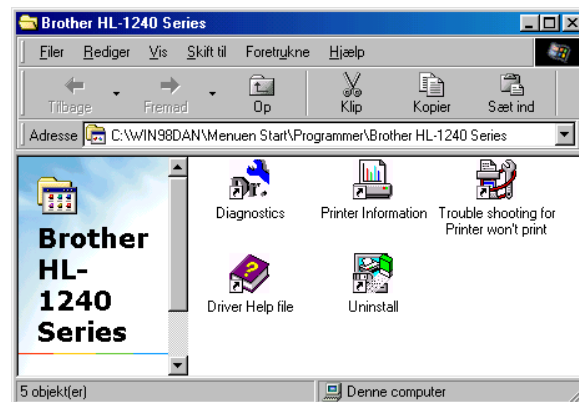 Brother HL-1240 Series
Filer Rediger Vis Skift til Foretrukne Hjælp
Tilbage Fremad Op Klip Kopier Sæt ind
Adresse C:\WIN98DAN\Menuen Start\Programmer\Brother HL-1240 Series
Brother
HL-
1240
Series
Dr.
Diagnostics
Printer Information
Trouble shooting for
Printer won't print
Driver Help file
Uninstall
5 objekt(er) Denne computer